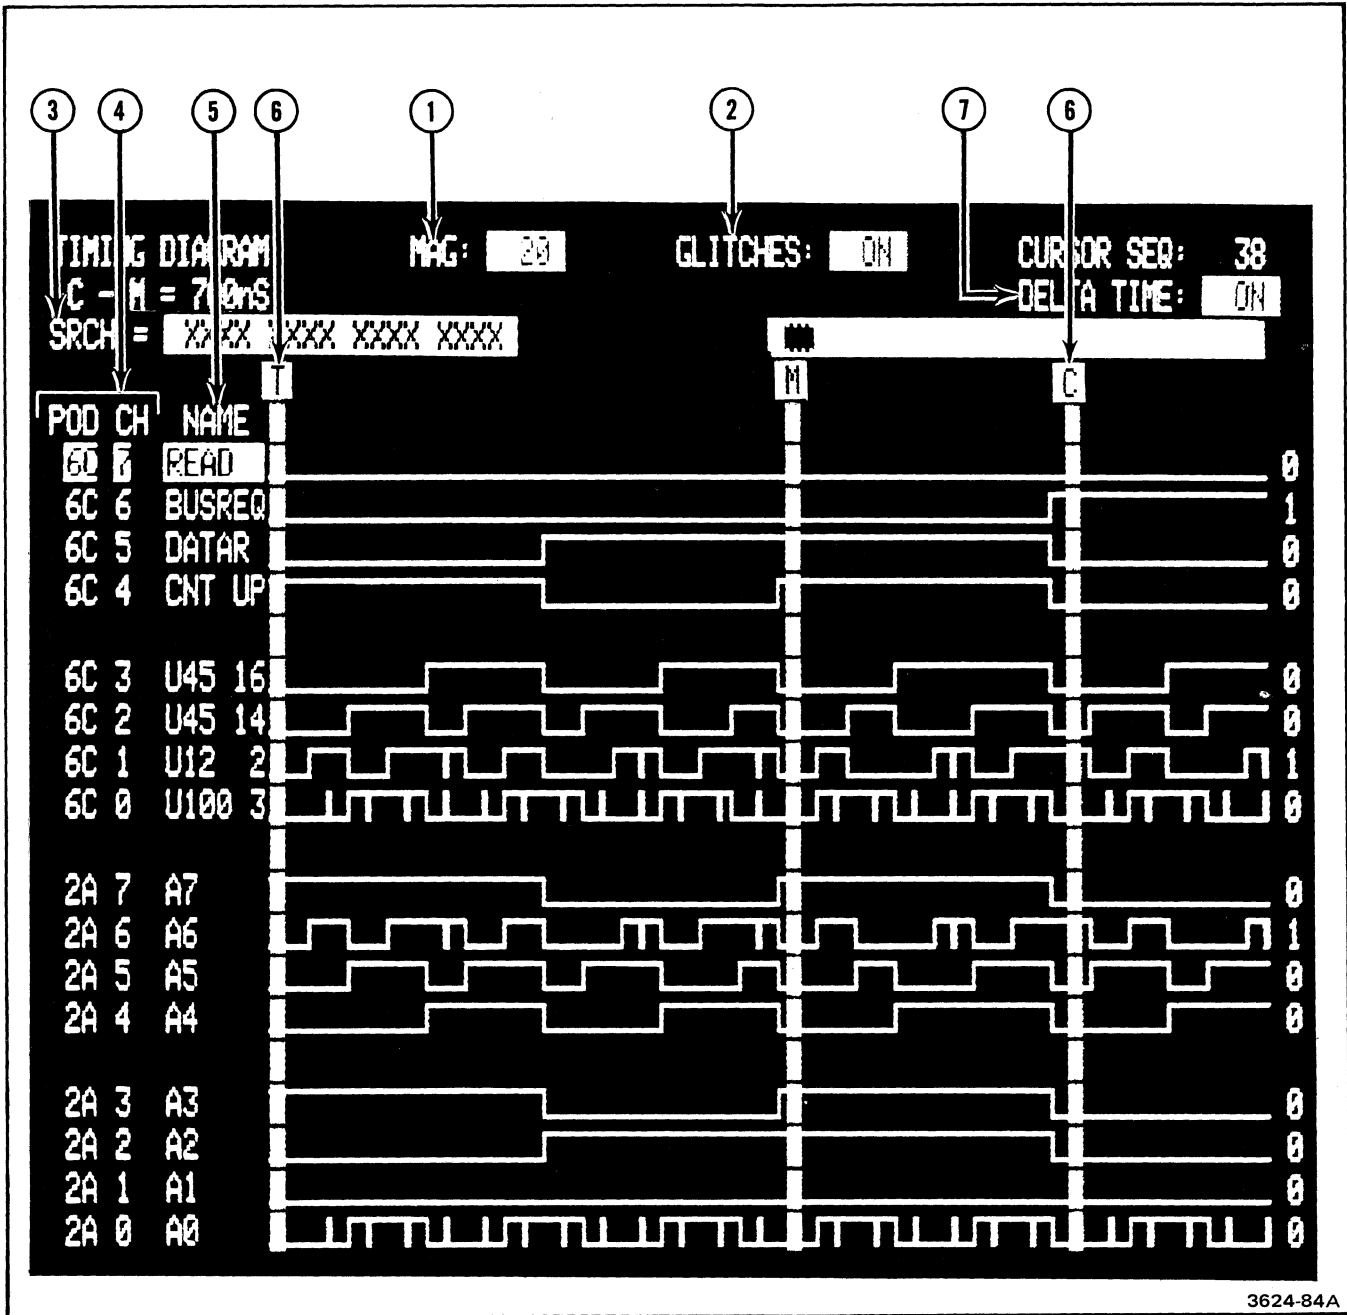 3 4 5 6 1 2 7 6
TIMING DIAGRAM MAG: 20 GLITCHES: ON CURSOR SEQ: 38
C - M = 700nS DELTA TIME: ON
SRCH = XXXX XXXX XXXX XXXX
T M C
POD CH NAME
6C 7 READ 0
6C 6 BUSREQ 1
6C 5 DATAR 0
6C 4 CNT UP 0
6C 3 U45 16 0
6C 2 U45 14 0
6C 1 U12 2 1
6C 0 U100 3 0
2A 7 A7 0
2A 6 A6 1
2A 5 A5 0
2A 4 A4 0
2A 3 A3 0
2A 2 A2 0
2A 1 A1 0
2A 0 A0 0
3624-84A